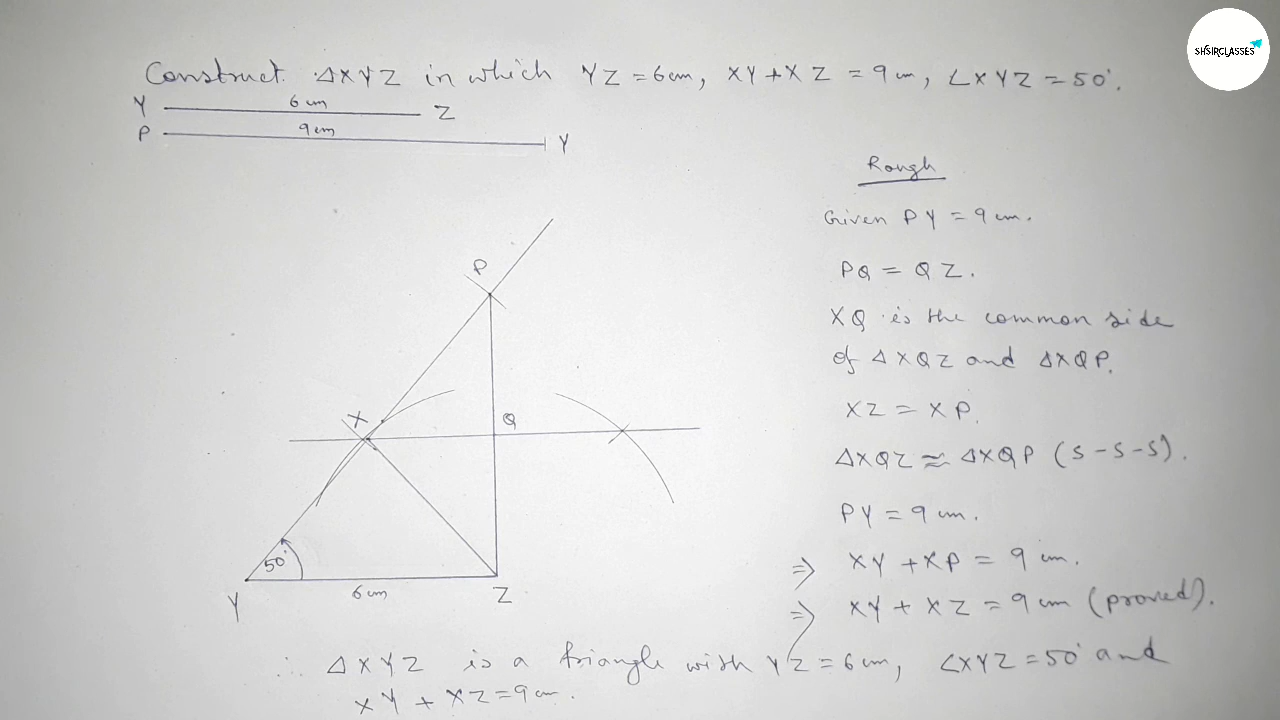 SHSIRCLASSES
Construct ΔXYZ in which YZ = 6cm, XY + XZ = 9cm, ∠XYZ = 50°.
Y 6 cm Z
P 9cm Y
Rough
Given PY = 9 cm.
PQ = QZ.
XQ is the common side
of ΔXQZ and ΔXQP.
XZ = XP.
ΔXQZ ≈ ΔXQP (S-S-S).
PY = 9 cm.
⇒ XY + XP = 9 cm.
⇒ XY + XZ = 9 cm (proved).
P
X
Q
50°
Y
6 cm
Z
∴ ΔXYZ is a triangle with YZ = 6cm, ∠XYZ = 50° and
XY + XZ = 9cm.